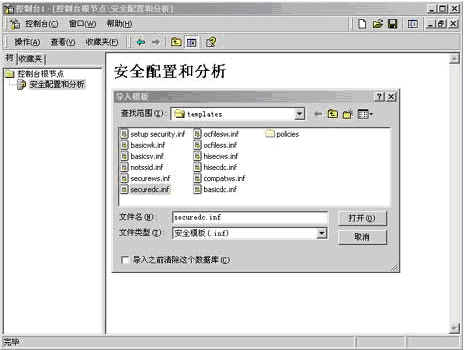 控制台1 - [控制台根节点\安全配置和分析]
控制台(C) 窗口(W) 帮助(H)
操作(A) 查看(V) 收藏夹(F)
树 收藏夹
控制台根节点
安全配置和分析
安全配置和分析
导入模板
查找范围(I): templates
setup security.inf ocfilesw.inf policies
basicwk.inf ocfiless.inf
basicsv.inf hisecws.inf
notssid.inf hisecdc.inf
securews.inf compatws.inf
securedc.inf basicdc.inf
文件名(N): securedc.inf 打开(O)
文件类型(T): 安全模板(.inf) 取消
导入之前清除这个数据库(C)
完毕